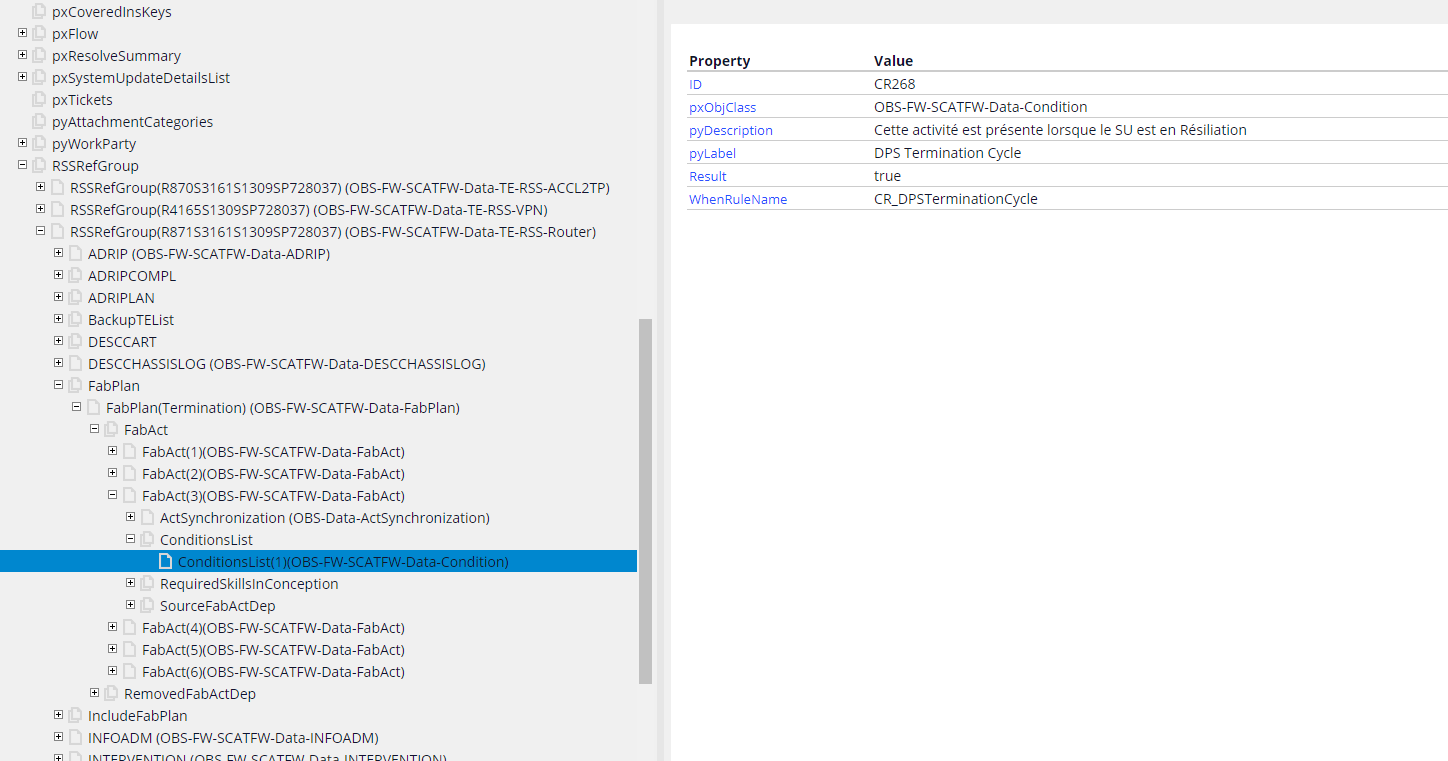 pxCoveredInsKeys
pxFlow
pxResolveSummary
pxSystemUpdateDetailsList
pxTickets
pyAttachmentCategories
pyWorkParty
RSSRefGroup
RSSRefGroup(R870S3161S1309SP728037) (OBS-FW-SCATFW-Data-TE-RSS-ACCL2TP)
RSSRefGroup(R4165S1309SP728037) (OBS-FW-SCATFW-Data-TE-RSS-VPN)
RSSRefGroup(R871S3161S1309SP728037) (OBS-FW-SCATFW-Data-TE-RSS-Router)
ADRIP (OBS-FW-SCATFW-Data-ADRIP)
ADRIPCOMPL
ADRIPLAN
BackupTEList
DESCCART
DESCCHASSISLOG (OBS-FW-SCATFW-Data-DESCCHASSISLOG)
FabPlan
FabPlan(Termination) (OBS-FW-SCATFW-Data-FabPlan)
FabAct
FabAct(1)(OBS-FW-SCATFW-Data-FabAct)
FabAct(2)(OBS-FW-SCATFW-Data-FabAct)
FabAct(3)(OBS-FW-SCATFW-Data-FabAct)
ActSynchronization (OBS-Data-ActSynchronization)
ConditionsList
ConditionsList(1)(OBS-FW-SCATFW-Data-Condition)
RequiredSkillsInConception
SourceFabActDep
FabAct(4)(OBS-FW-SCATFW-Data-FabAct)
FabAct(5)(OBS-FW-SCATFW-Data-FabAct)
FabAct(6)(OBS-FW-SCATFW-Data-FabAct)
RemovedFabActDep
IncludeFabPlan
INFOADM (OBS-FW-SCATFW-Data-INFOADM)
INTERVENTION (OBS-FW-SCATFW-Data-INTERVENTION)
Property Value
ID CR268
pxObjClass OBS-FW-SCATFW-Data-Condition
pyDescription Cette activité est présente lorsque le SU est en Résiliation
pyLabel DPS Termination Cycle
Result true
WhenRuleName CR_DPSTerminationCycle